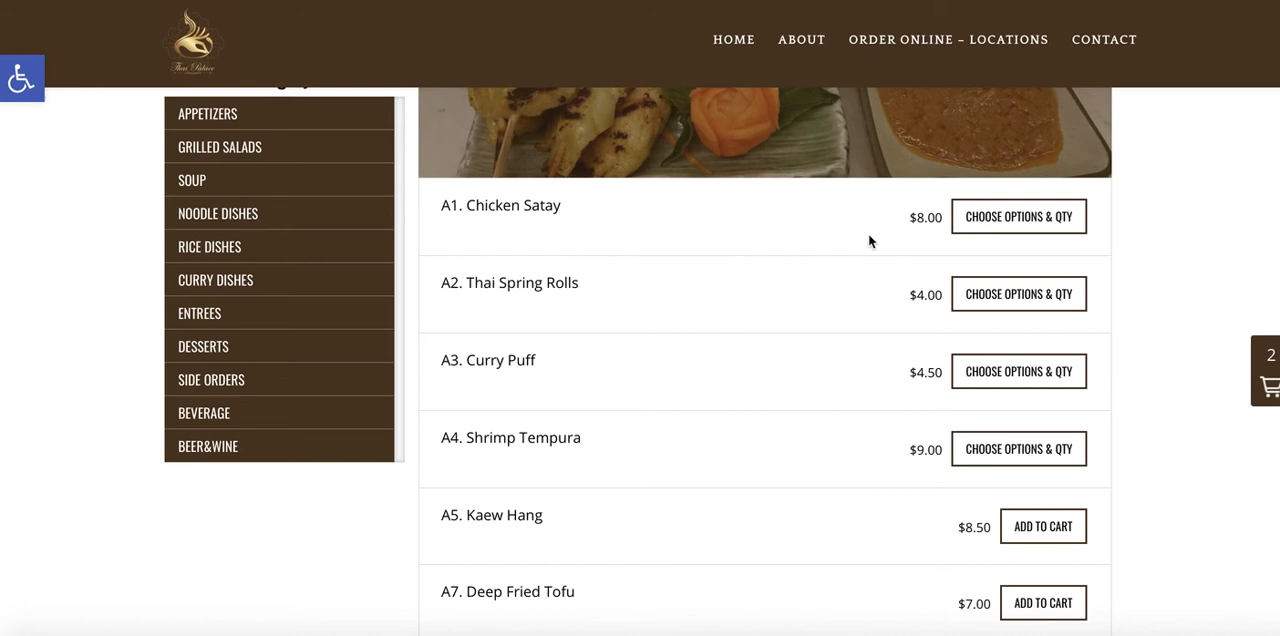 Thai Palace
HOME ABOUT ORDER ONLINE – LOCATIONS CONTACT
APPETIZERS
GRILLED SALADS
SOUP
NOODLE DISHES
RICE DISHES
CURRY DISHES
ENTREES
DESSERTS
SIDE ORDERS
BEVERAGE
BEER&WINE
A1. Chicken Satay $8.00 CHOOSE OPTIONS & QTY
A2. Thai Spring Rolls $4.00 CHOOSE OPTIONS & QTY
A3. Curry Puff $4.50 CHOOSE OPTIONS & QTY
A4. Shrimp Tempura $9.00 CHOOSE OPTIONS & QTY
A5. Kaew Hang $8.50 ADD TO CART
A7. Deep Fried Tofu $7.00 ADD TO CART
2